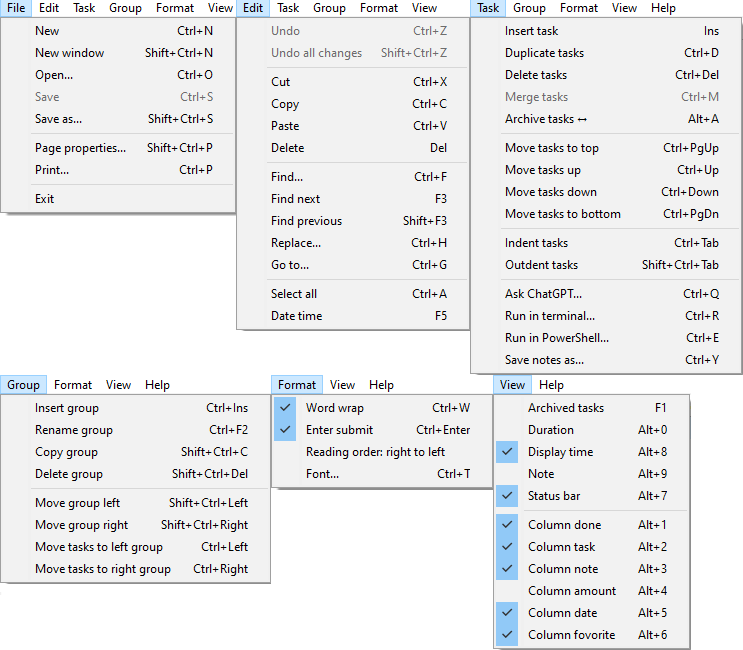 File Edit Task Group Format View
New Ctrl+N
New window Shift+Ctrl+N
Open... Ctrl+O
Save Ctrl+S
Save as... Shift+Ctrl+S
Page properties... Shift+Ctrl+P
Print... Ctrl+P
Exit
Edit Task Group Format View
Undo Ctrl+Z
Undo all changes Shift+Ctrl+Z
Cut Ctrl+X
Copy Ctrl+C
Paste Ctrl+V
Delete Del
Find... Ctrl+F
Find next F3
Find previous Shift+F3
Replace... Ctrl+H
Go to... Ctrl+G
Select all Ctrl+A
Date time F5
Task Group Format View Help
Insert task Ins
Duplicate tasks Ctrl+D
Delete tasks Ctrl+Del
Merge tasks Ctrl+M
Archive tasks ↔ Alt+A
Move tasks to top Ctrl+PgUp
Move tasks up Ctrl+Up
Move tasks down Ctrl+Down
Move tasks to bottom Ctrl+PgDn
Indent tasks Ctrl+Tab
Outdent tasks Shift+Ctrl+Tab
Ask ChatGPT... Ctrl+Q
Run in terminal... Ctrl+R
Run in PowerShell... Ctrl+E
Save notes as... Ctrl+Y
Group Format View Help
Insert group Ctrl+Ins
Rename group Ctrl+F2
Copy group Shift+Ctrl+C
Delete group Shift+Ctrl+Del
Move group left Shift+Ctrl+Left
Move group right Shift+Ctrl+Right
Move tasks to left group Ctrl+Left
Move tasks to right group Ctrl+Right
Format View Help
Word wrap Ctrl+W
Enter submit Ctrl+Enter
Reading order: right to left
Font... Ctrl+T
View Help
Archived tasks F1
Duration Alt+0
Display time Alt+8
Note Alt+9
Status bar Alt+7
Column done Alt+1
Column task Alt+2
Column note Alt+3
Column amount Alt+4
Column date Alt+5
Column fovorite Alt+6